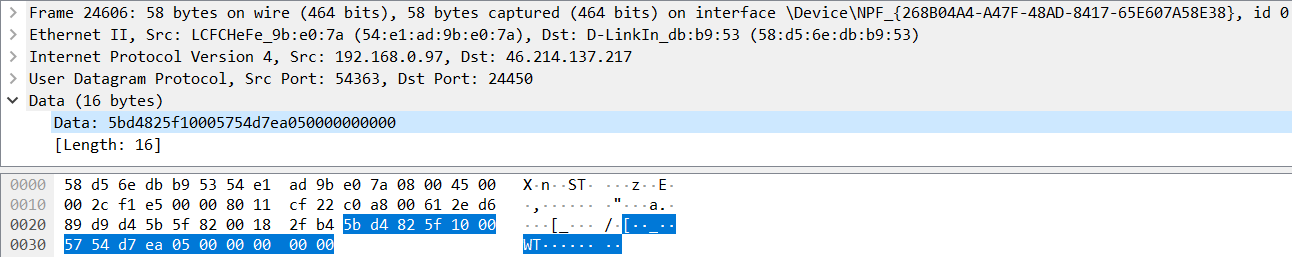 Frame 24606: 58 bytes on wire (464 bits), 58 bytes captured (464 bits) on interface \Device\NPF_{268B04A4-A47F-48AD-8417-65E607A58E38}, id 0
Ethernet II, Src: LCFCHeFe_9b:e0:7a (54:e1:ad:9b:e0:7a), Dst: D-LinkIn_db:b9:53 (58:d5:6e:db:b9:53)
Internet Protocol Version 4, Src: 192.168.0.97, Dst: 46.214.137.217
User Datagram Protocol, Src Port: 54363, Dst Port: 24450
Data (16 bytes)
Data: 5bd4825f10005754d7ea050000000000
[Length: 16]
0000 58 d5 6e db b9 53 54 e1 ad 9b e0 7a 08 00 45 00 X·n··ST· ···z··E·
0010 00 2c f1 e5 00 00 80 11 cf 22 c0 a8 00 61 2e d6 ·,······ ·"···a.·
0020 89 d9 d4 5b 5f 82 00 18 2f b4 5b d4 82 5f 10 00 ···[_··· /·[··_··
0030 57 54 d7 ea 05 00 00 00 00 00 WT······ ··